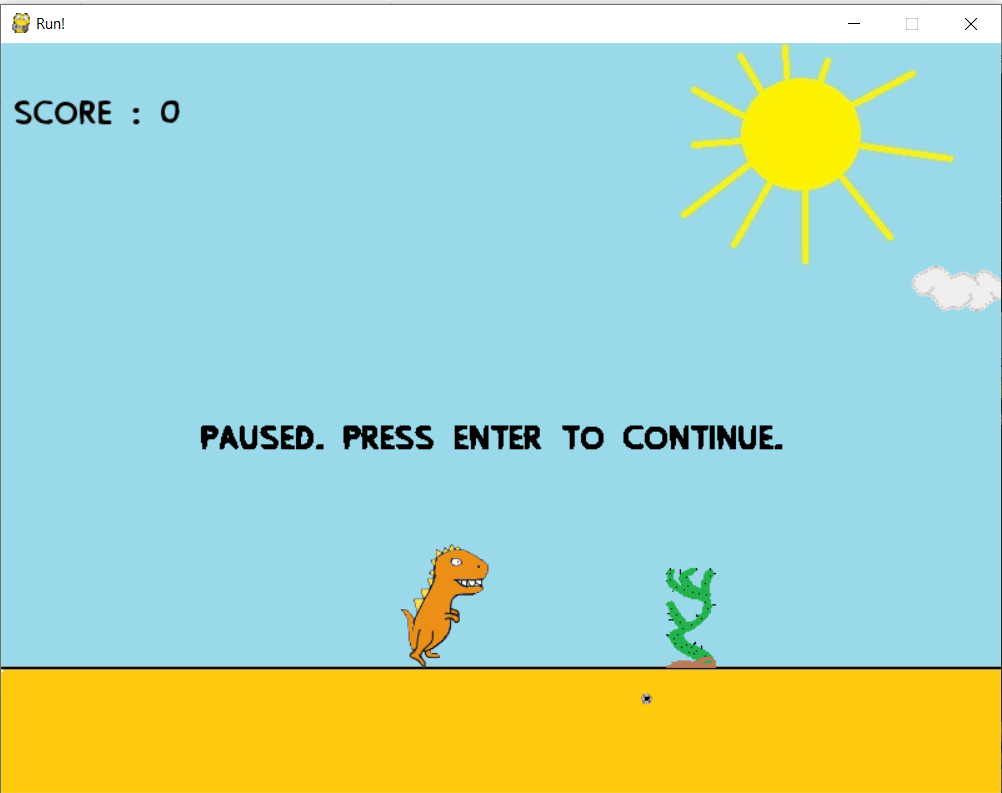 Run!
SCORE : 0
PAUSED. PRESS ENTER TO CONTINUE.